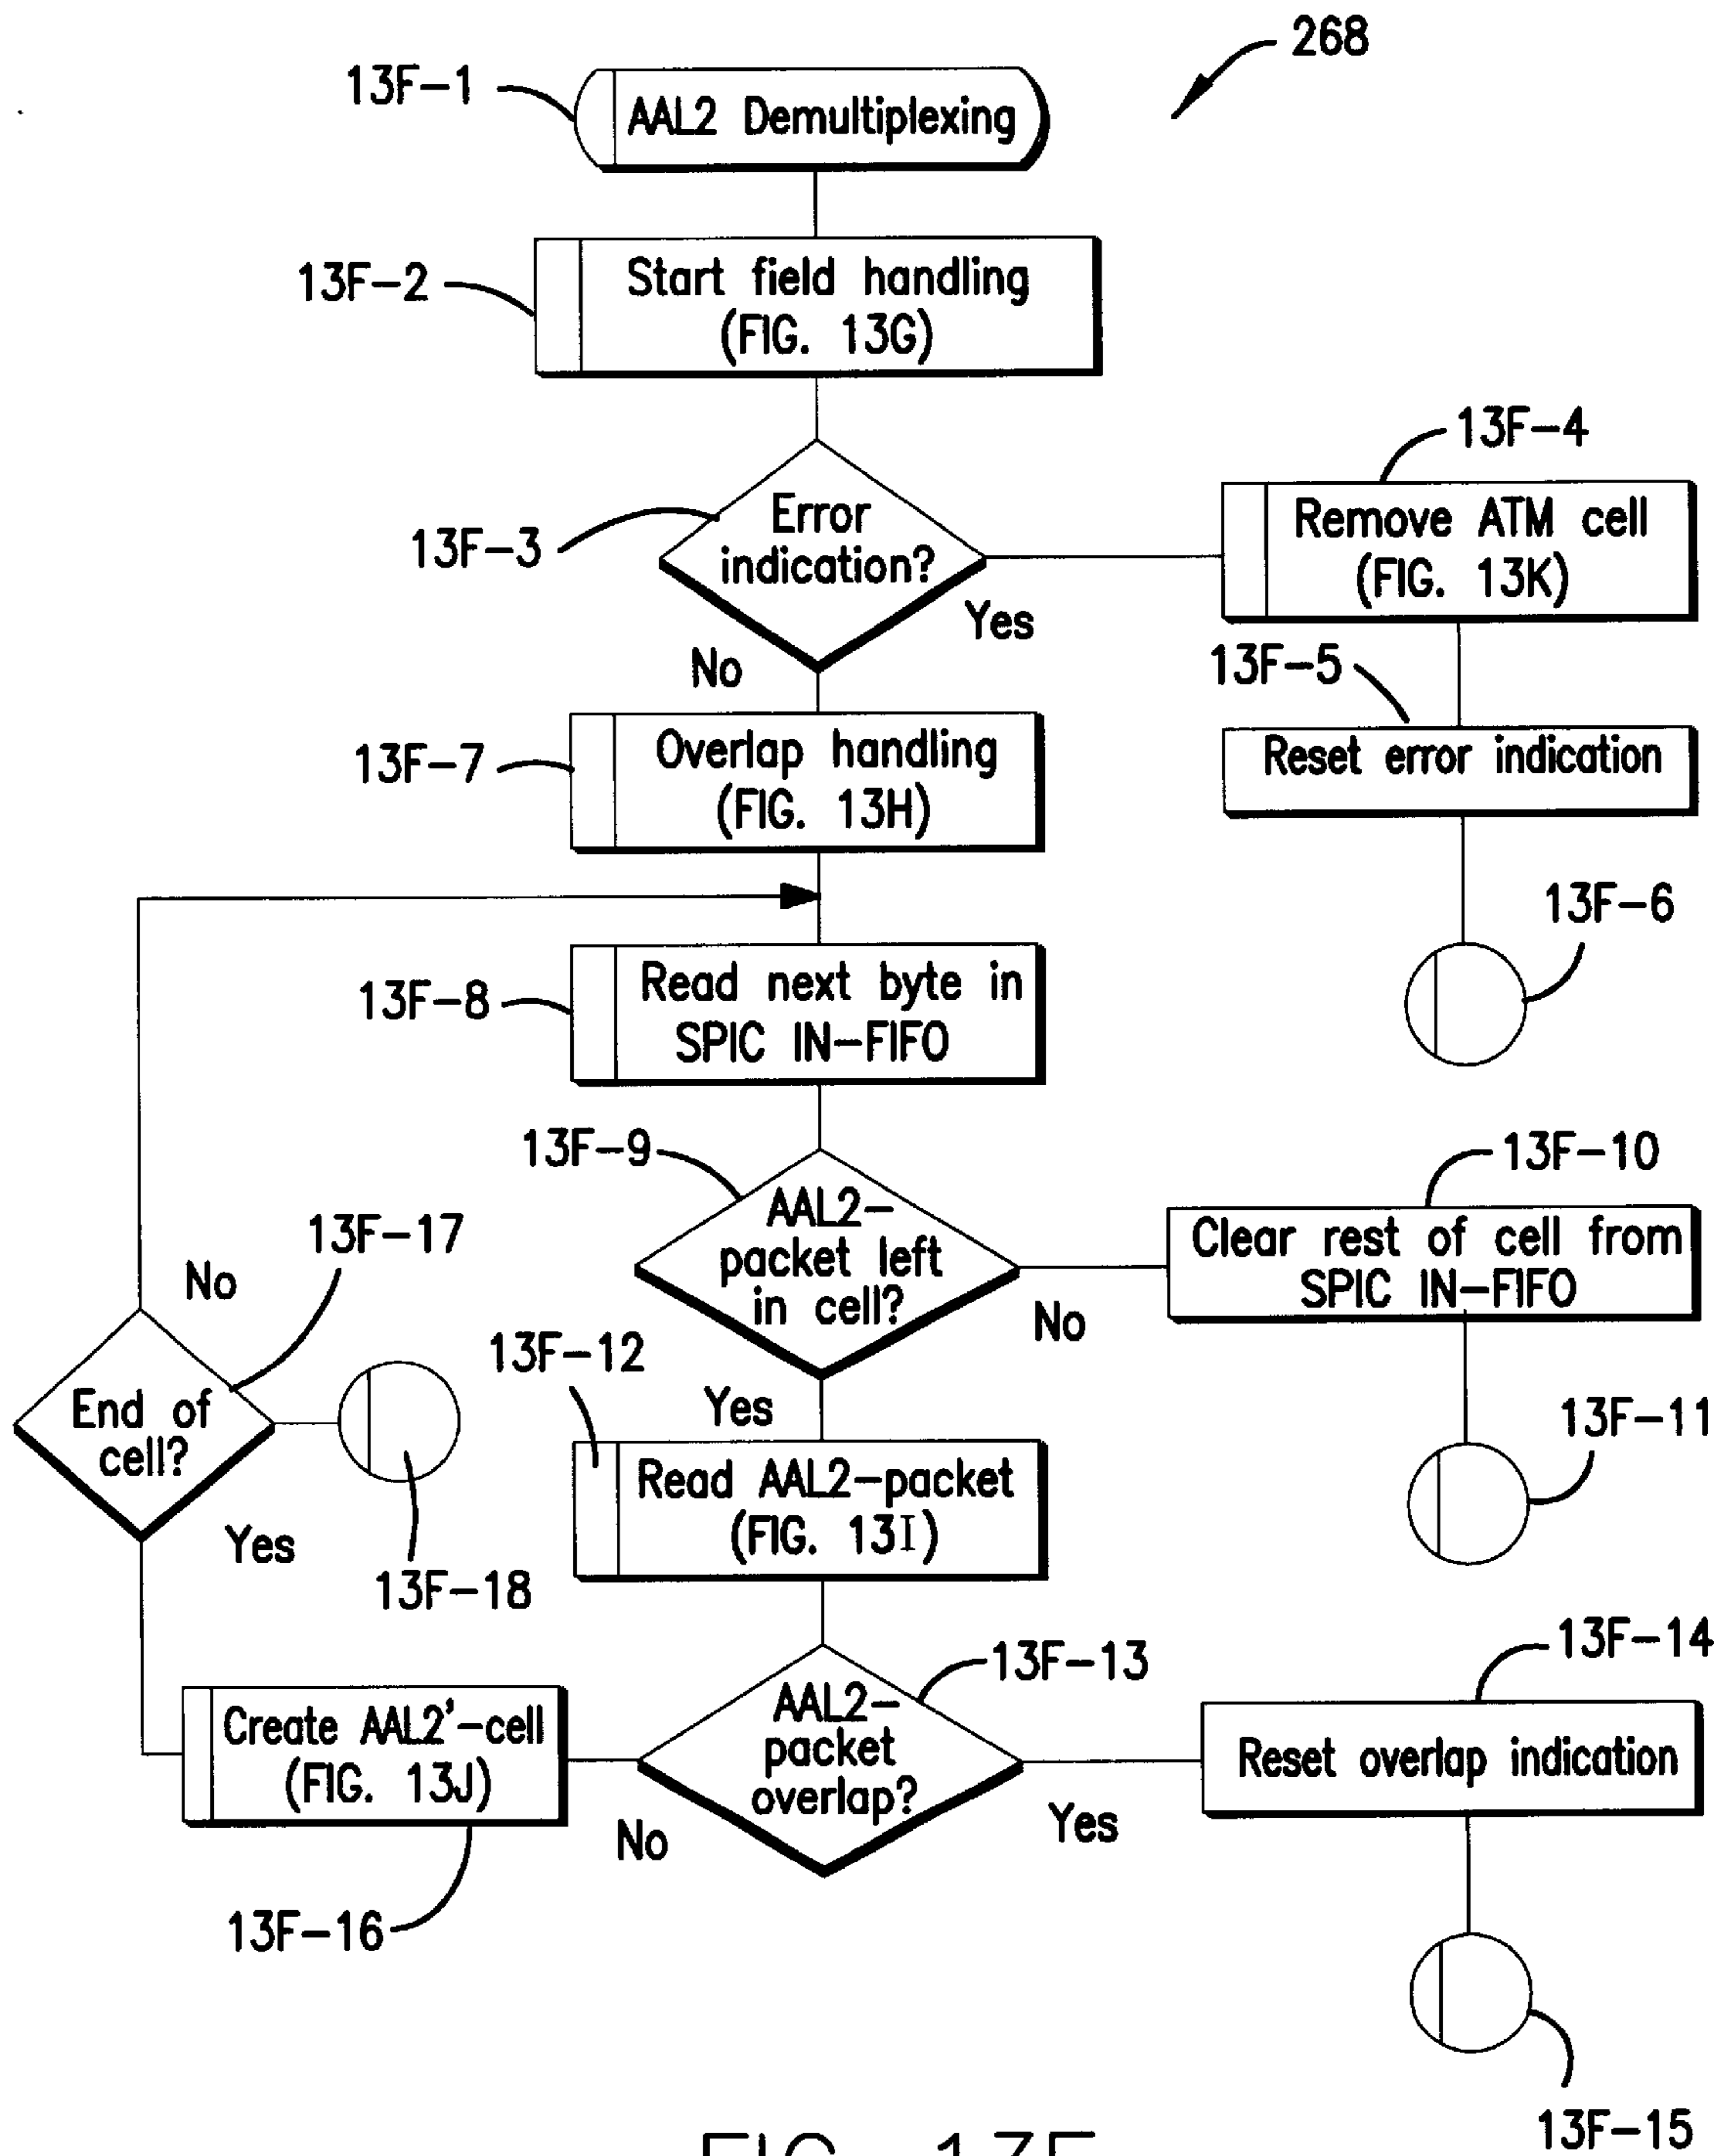 268
13F-1
AAL2 Demultiplexing
13F-2
Start field handling
(FIG. 13G)
13F-3
Error
indication?
Yes
No
13F-4
Remove ATM cell
(FIG. 13K)
13F-5
Reset error indication
13F-6
13F-7
Overlap handling
(FIG. 13H)
13F-8
Read next byte in
SPIC IN-FIFO
13F-9
AAL2-
packet left
in cell?
No
Yes
13F-10
Clear rest of cell from
SPIC IN-FIFO
13F-11
13F-12
Read AAL2-packet
(FIG. 13I)
13F-13
AAL2-
packet
overlap?
Yes
No
13F-14
Reset overlap indication
13F-15
Create AAL2'-cell
(FIG. 13J)
13F-16
13F-17
No
End of
cell?
Yes
13F-18
FIG. 13F